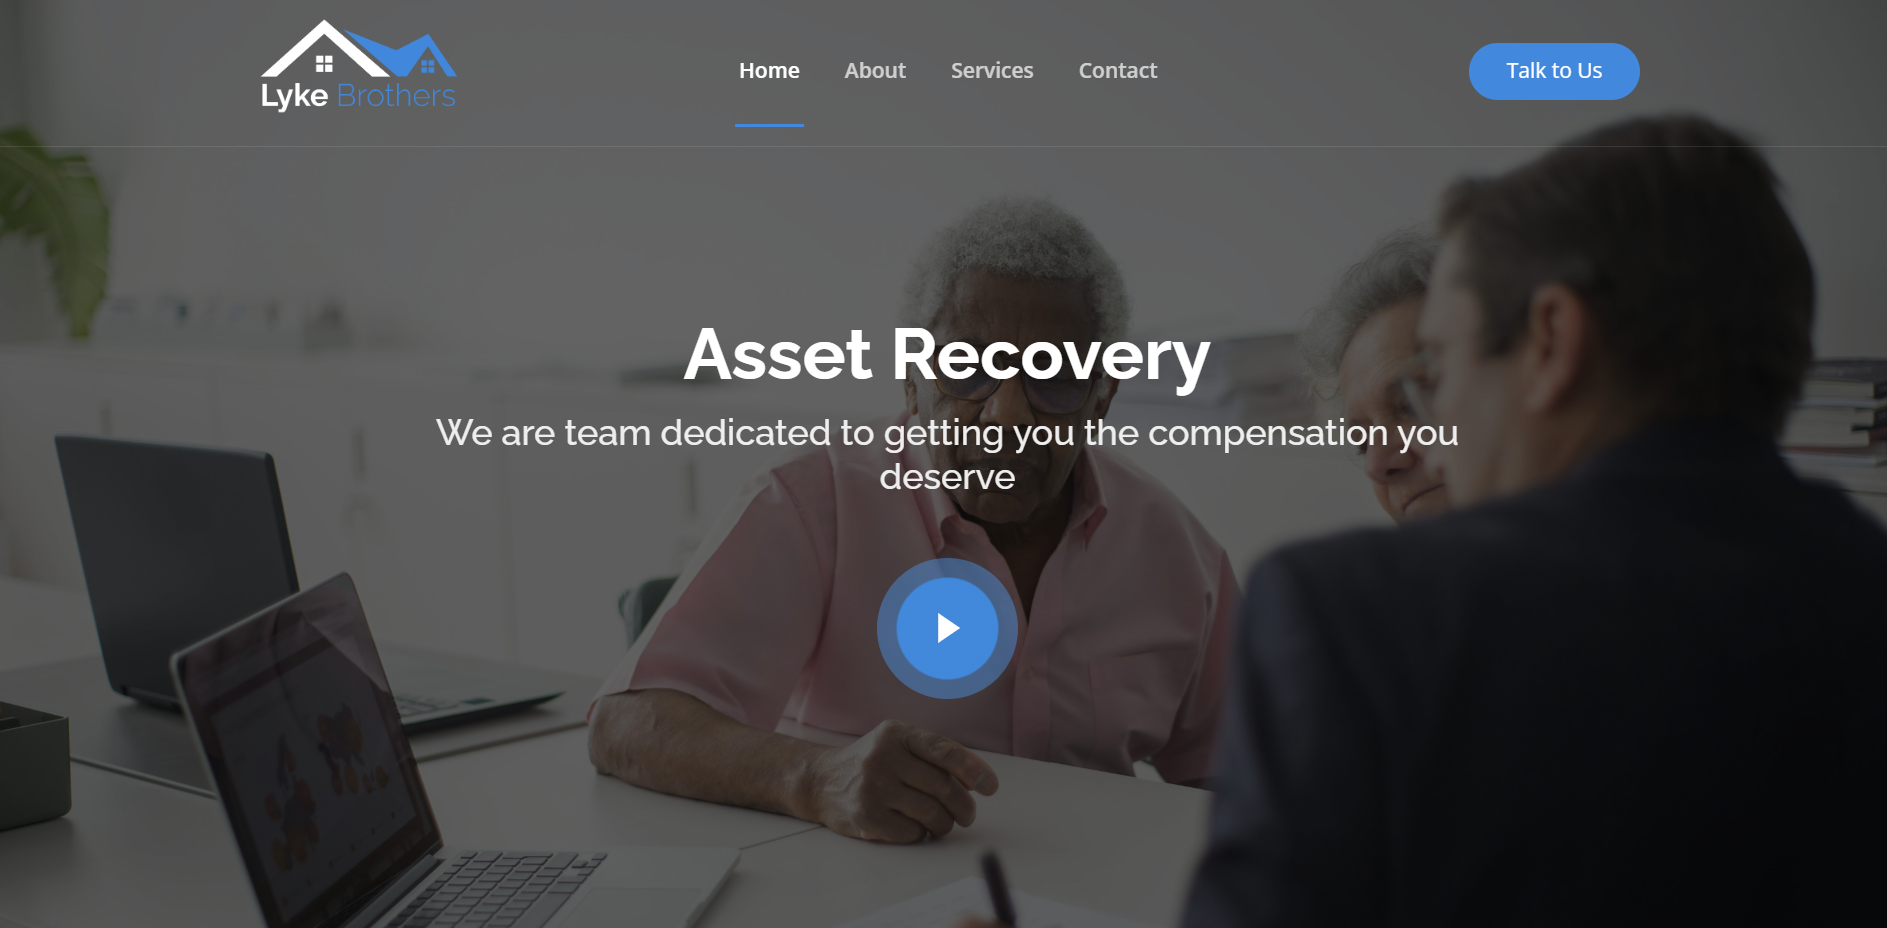 Lyke Brothers
Home
About
Services
Contact
Talk to Us
Asset Recovery
We are team dedicated to getting you the compensation you
deserve